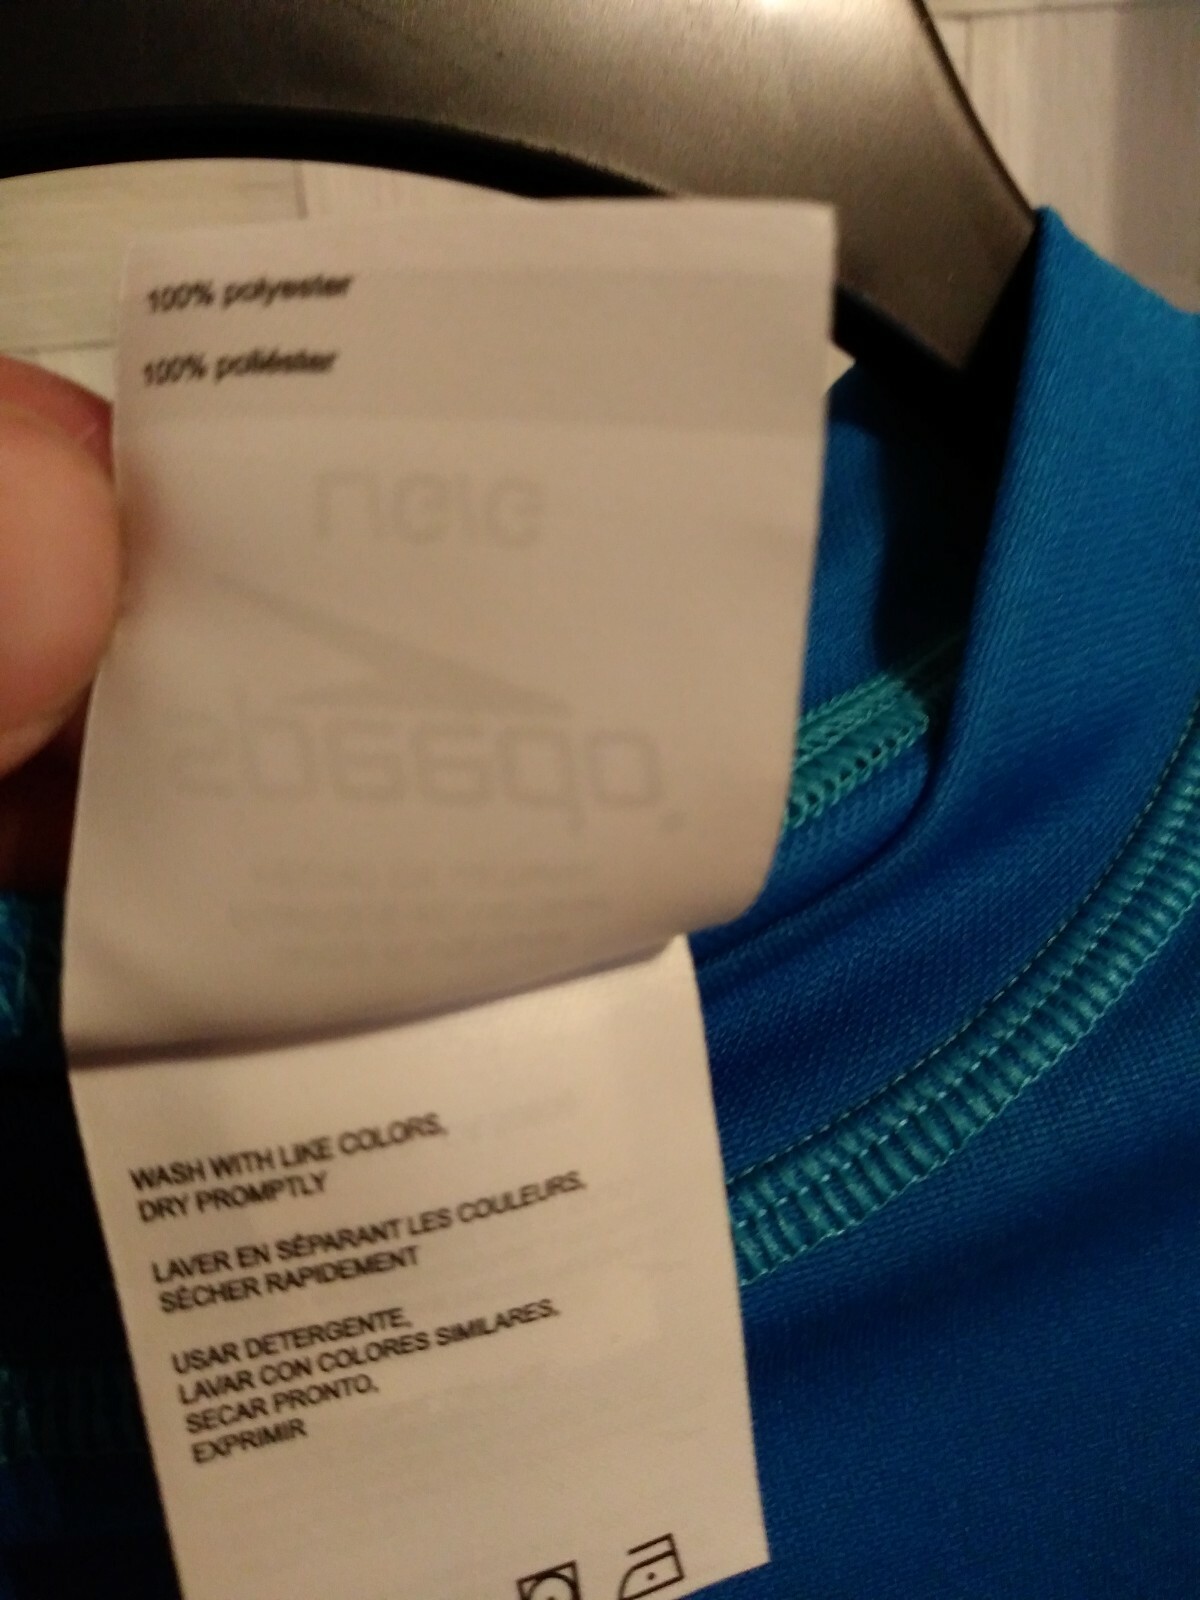 100% polyester
100% poliéster
speedo
WASH WITH LIKE COLORS,
DRY PROMPTLY
LAVER EN SÉPARANT LES COULEURS,
SÉCHER RAPIDEMENT
USAR DETERGENTE,
LAVAR CON COLORES SIMILARES,
SECAR PRONTO,
EXPRIMIR